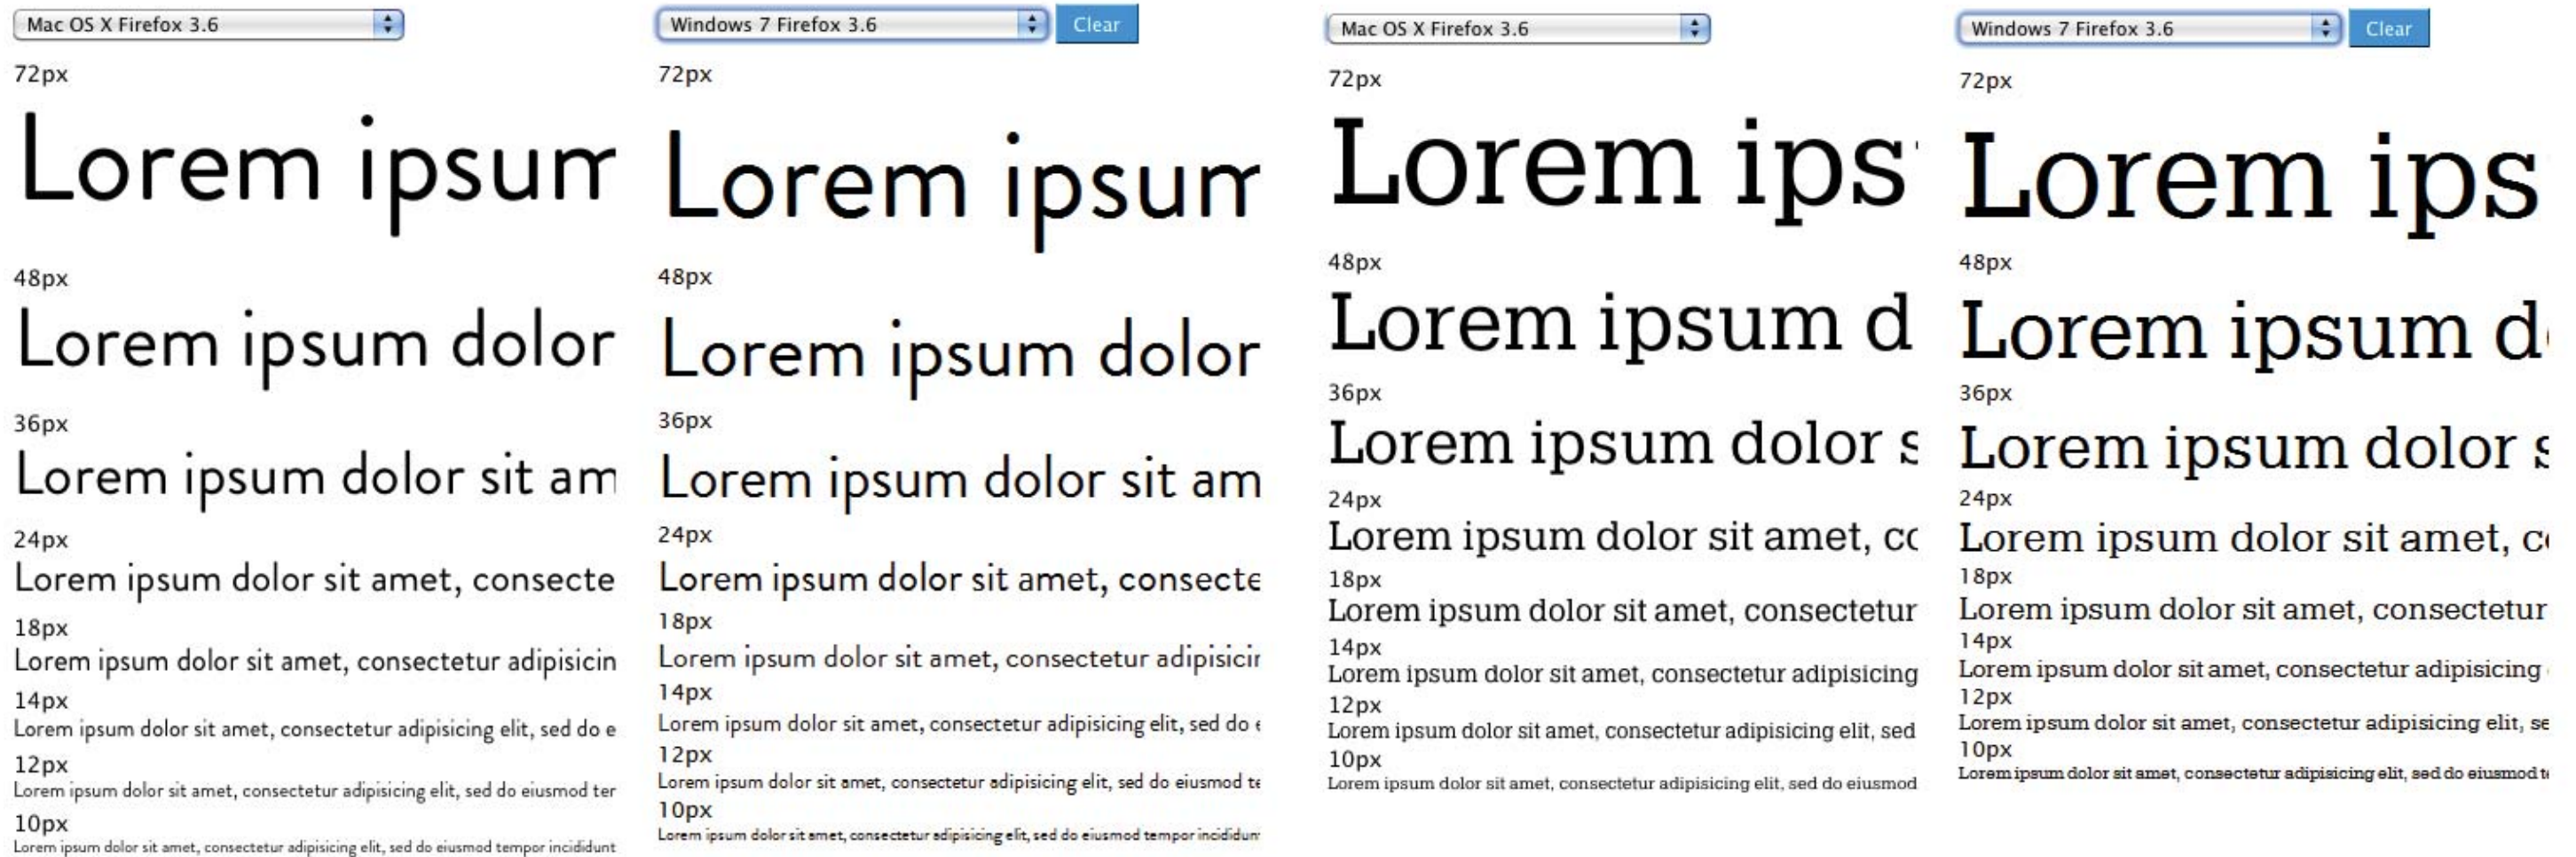 Mac OS X Firefox 3.6
72px
Lorem ipsum
48px
Lorem ipsum dolor
36px
Lorem ipsum dolor sit am
24px
Lorem ipsum dolor sit amet, consecte
18px
Lorem ipsum dolor sit amet, consectetur adipisicin
14px
Lorem ipsum dolor sit amet, consectetur adipisicing elit, sed do e
12px
Lorem ipsum dolor sit amet, consectetur adipisicing elit, sed do eiusmod ter
10px
Lorem ipsum dolor sit amet, consectetur adipisicing elit, sed do eiusmod tempor incididunt
Windows 7 Firefox 3.6 Clear
72px
Lorem ipsum
48px
Lorem ipsum dolor
36px
Lorem ipsum dolor sit am
24px
Lorem ipsum dolor sit amet, consecte
18px
Lorem ipsum dolor sit amet, consectetur adipisicin
14px
Lorem ipsum dolor sit amet, consectetur adipisicing elit, sed do e
12px
Lorem ipsum dolor sit amet, consectetur adipisicing elit, sed do eiusmod te
10px
Lorem ipsum dolor sit amet, consectetur adipisicing elit, sed do eiusmod tempor incididun
Mac OS X Firefox 3.6
72px
Lorem ips
48px
Lorem ipsum d
36px
Lorem ipsum dolor s
24px
Lorem ipsum dolor sit amet, co
18px
Lorem ipsum dolor sit amet, consectetur
14px
Lorem ipsum dolor sit amet, consectetur adipisicing
12px
Lorem ipsum dolor sit amet, consectetur adipisicing elit, sed
10px
Lorem ipsum dolor sit amet, consectetur adipisicing elit, sed do eiusmod
Windows 7 Firefox 3.6 Clear
72px
Lorem ips
48px
Lorem ipsum do
36px
Lorem ipsum dolor s
24px
Lorem ipsum dolor sit amet, co
18px
Lorem ipsum dolor sit amet, consectetur
14px
Lorem ipsum dolor sit amet, consectetur adipisicing
12px
Lorem ipsum dolor sit amet, consectetur adipisicing elit, se
10px
Lorem ipsum dolor sit amet, consectetur adipisicing elit, sed do eiusmod te